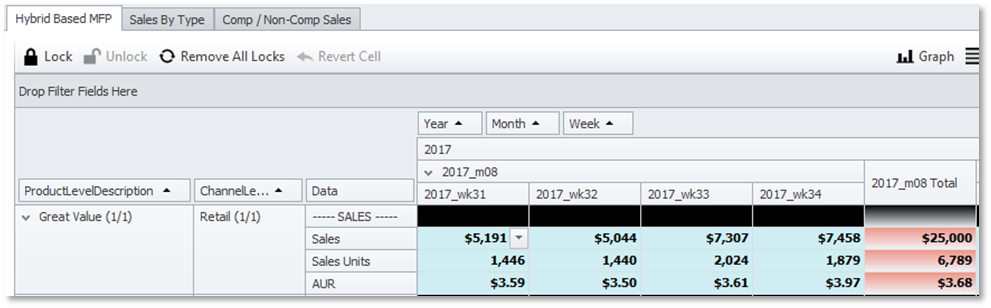 Hybrid Based MFP Sales By Type Comp / Non-Comp Sales
Lock Unlock Remove All Locks Revert Cell Graph
Drop Filter Fields Here
Year Month Week
2017
2017_m08 2017_m08 Total
ProductLevelDescription ChannelLe... Data 2017_wk31 2017_wk32 2017_wk33 2017_wk34
Great Value (1/1) Retail (1/1) ----- SALES -----
Sales $5,191 $5,044 $7,307 $7,458 $25,000
Sales Units 1,446 1,440 2,024 1,879 6,789
AUR $3.59 $3.50 $3.61 $3.97 $3.68